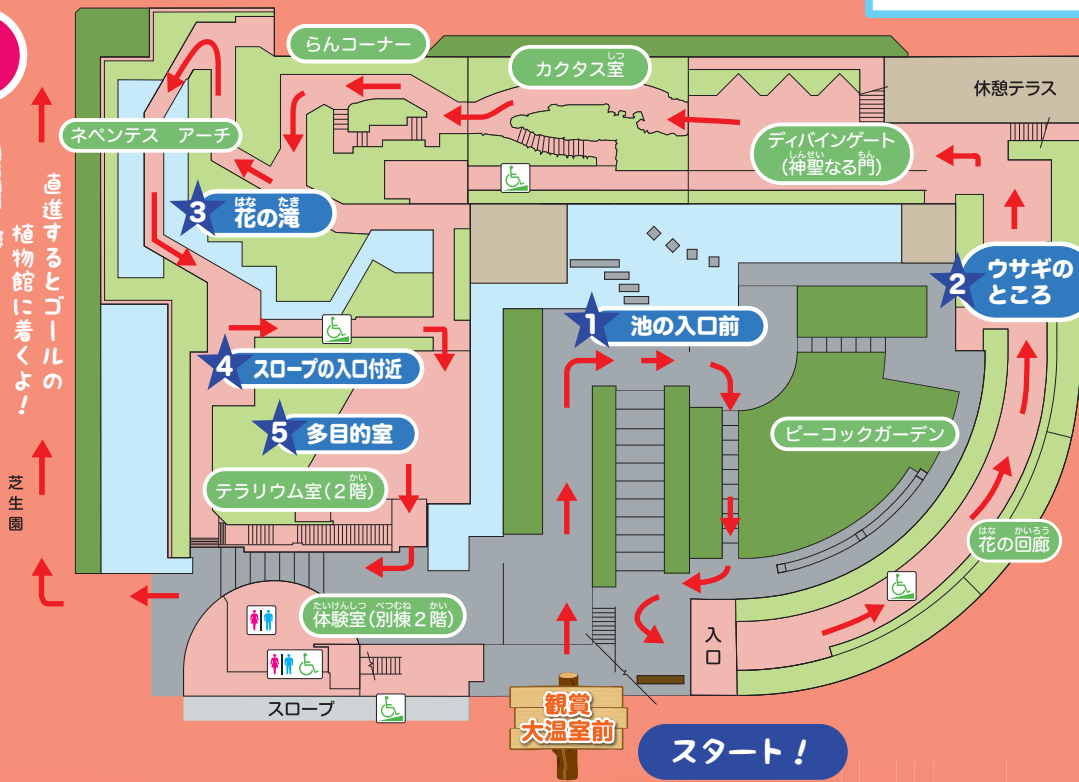 らんコーナー
しつ
カクタス室
休憩テラス
ネペンテス アーチ
ディバインゲート
しんせい もん
(神聖なる門)
はな たき
3 花の滝
2 ウサギの
ところ
1 池の入口前
直進するとゴールの
植物館に着くよ！
4 スロープの入口付近
5 多目的室
ピーコックガーデン
かい
テラリウム室(2階)
芝生園
はな かいろう
花の回廊
たいけんしつ べつむね かい
体験室(別棟2階)
入口
スロープ
観賞
大温室前
スタート！